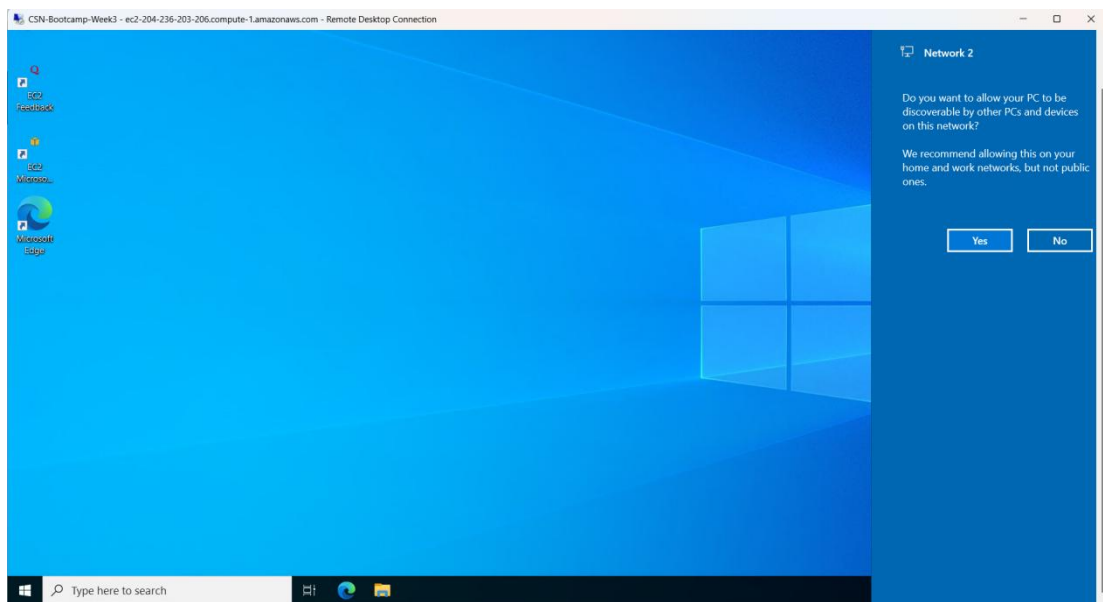 CSN-Bootcamp-Week3 - ec2-204-236-203-206.compute-1.amazonaws.com - Remote Desktop Connection
EC2
Feedback
EC2
Microso...
Microsoft
Edge
Network 2
Do you want to allow your PC to be
discoverable by other PCs and devices
on this network?
We recommend allowing this on your
home and work networks, but not public
ones.
Yes
No
Type here to search